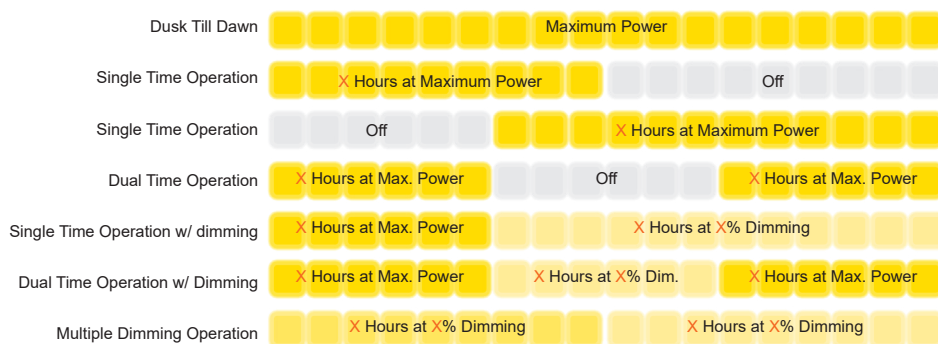 Dusk Till Dawn Maximum Power
Single Time Operation X Hours at Maximum Power Off
Single Time Operation Off X Hours at Maximum Power
Dual Time Operation X Hours at Max. Power Off X Hours at Max. Power
Single Time Operation w/ dimming X Hours at Max. Power X Hours at X% Dimming
Dual Time Operation w/ Dimming X Hours at Max. Power X Hours at X% Dim. X Hours at Max. Power
Multiple Dimming Operation X Hours at X% Dimming X Hours at X% Dimming